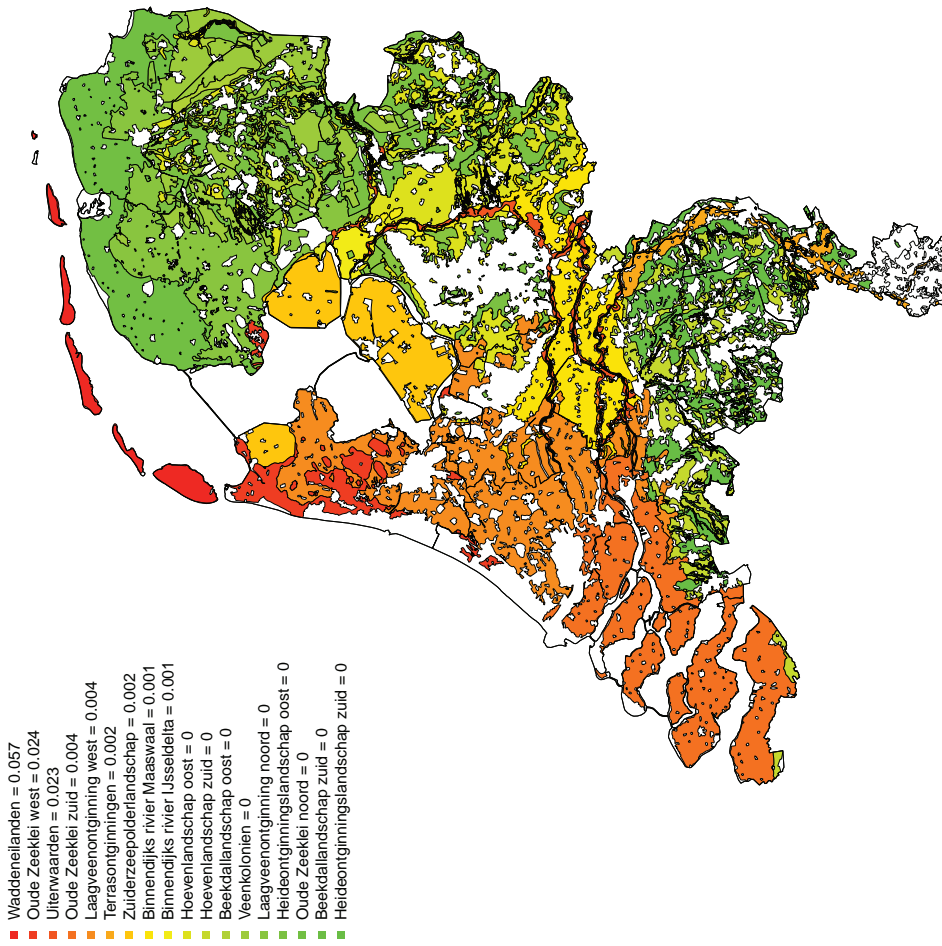 Waddeneilanden = 0.057
Oude Zeeklei west = 0.024
Uiterwaarden = 0.023
Oude Zeeklei zuid = 0.004
Laagveenontginning west = 0.004
Terrasontginningen = 0.002
Zuiderzeepolderlandschap = 0.002
Binnendijks rivier Maaswaal = 0.001
Binnendijks rivier IJsseldelta = 0.001
Hoevenlandschap oost = 0
Hoevenlandschap zuid = 0
Beekdallandschap oost = 0
Veenkolonien = 0
Laagveenontginning noord = 0
Heideontginningslandschap oost = 0
Oude Zeeklei noord = 0
Beekdallandschap zuid = 0
Heideontginningslandschap zuid = 0